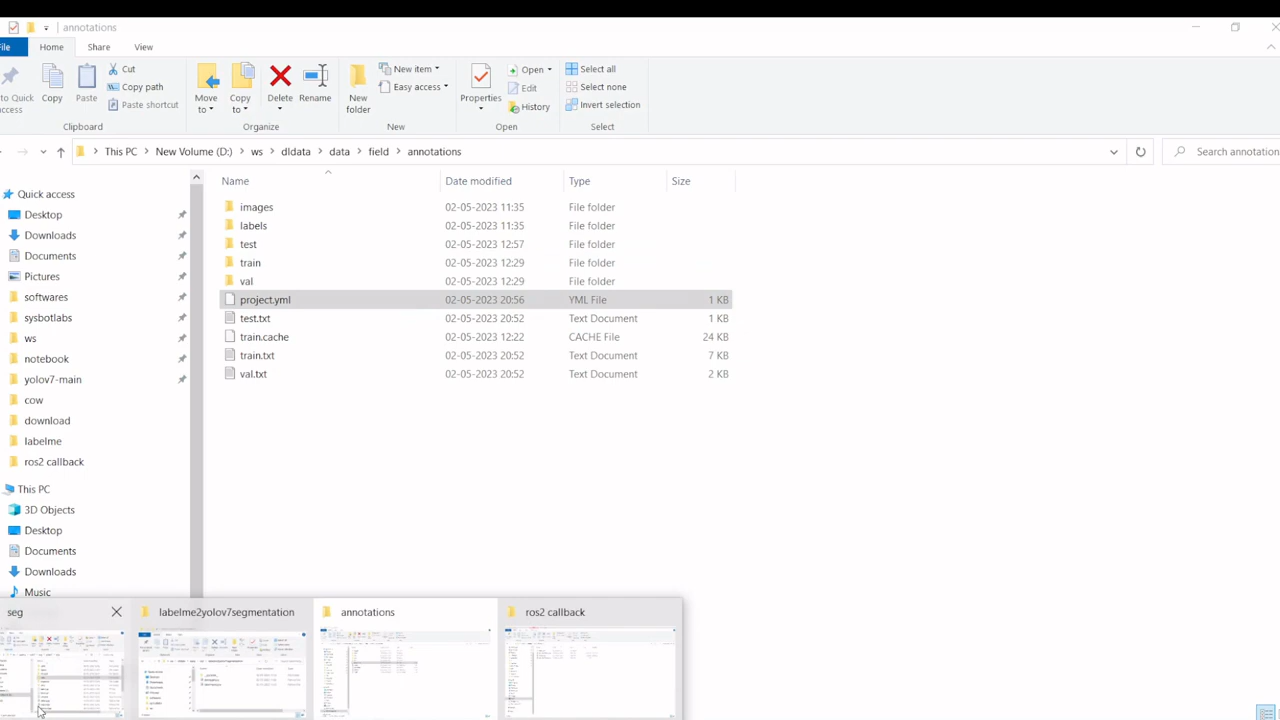 annotations
File Home Share View
to Quick access
Copy
Paste
Cut
Copy path
Paste shortcut
Move to
Copy to
Delete
Rename
New folder
New item
Easy access
Properties
Open
Edit
History
Select all
Select none
Invert selection
Clipboard Organize New Open Select
This PC New Volume (D:) ws dldata data field annotations
Search annotation
Name Date modified Type Size
Quick access
Desktop
Downloads
Documents
Pictures
softwares
sysbotlabs
ws
notebook
yolov7-main
cow
download
labelme
ros2 callback
This PC
3D Objects
Desktop
Documents
Downloads
Music
images 02-05-2023 11:35 File folder
labels 02-05-2023 11:35 File folder
test 02-05-2023 12:57 File folder
train 02-05-2023 12:29 File folder
val 02-05-2023 12:29 File folder
project.yml 02-05-2023 20:56 YML File 1 KB
test.txt 02-05-2023 20:52 Text Document 1 KB
train.cache 02-05-2023 12:22 CACHE File 24 KB
train.txt 02-05-2023 20:52 Text Document 7 KB
val.txt 02-05-2023 20:52 Text Document 2 KB
seg labelme2yolov7segmentation annotations ros2 callback